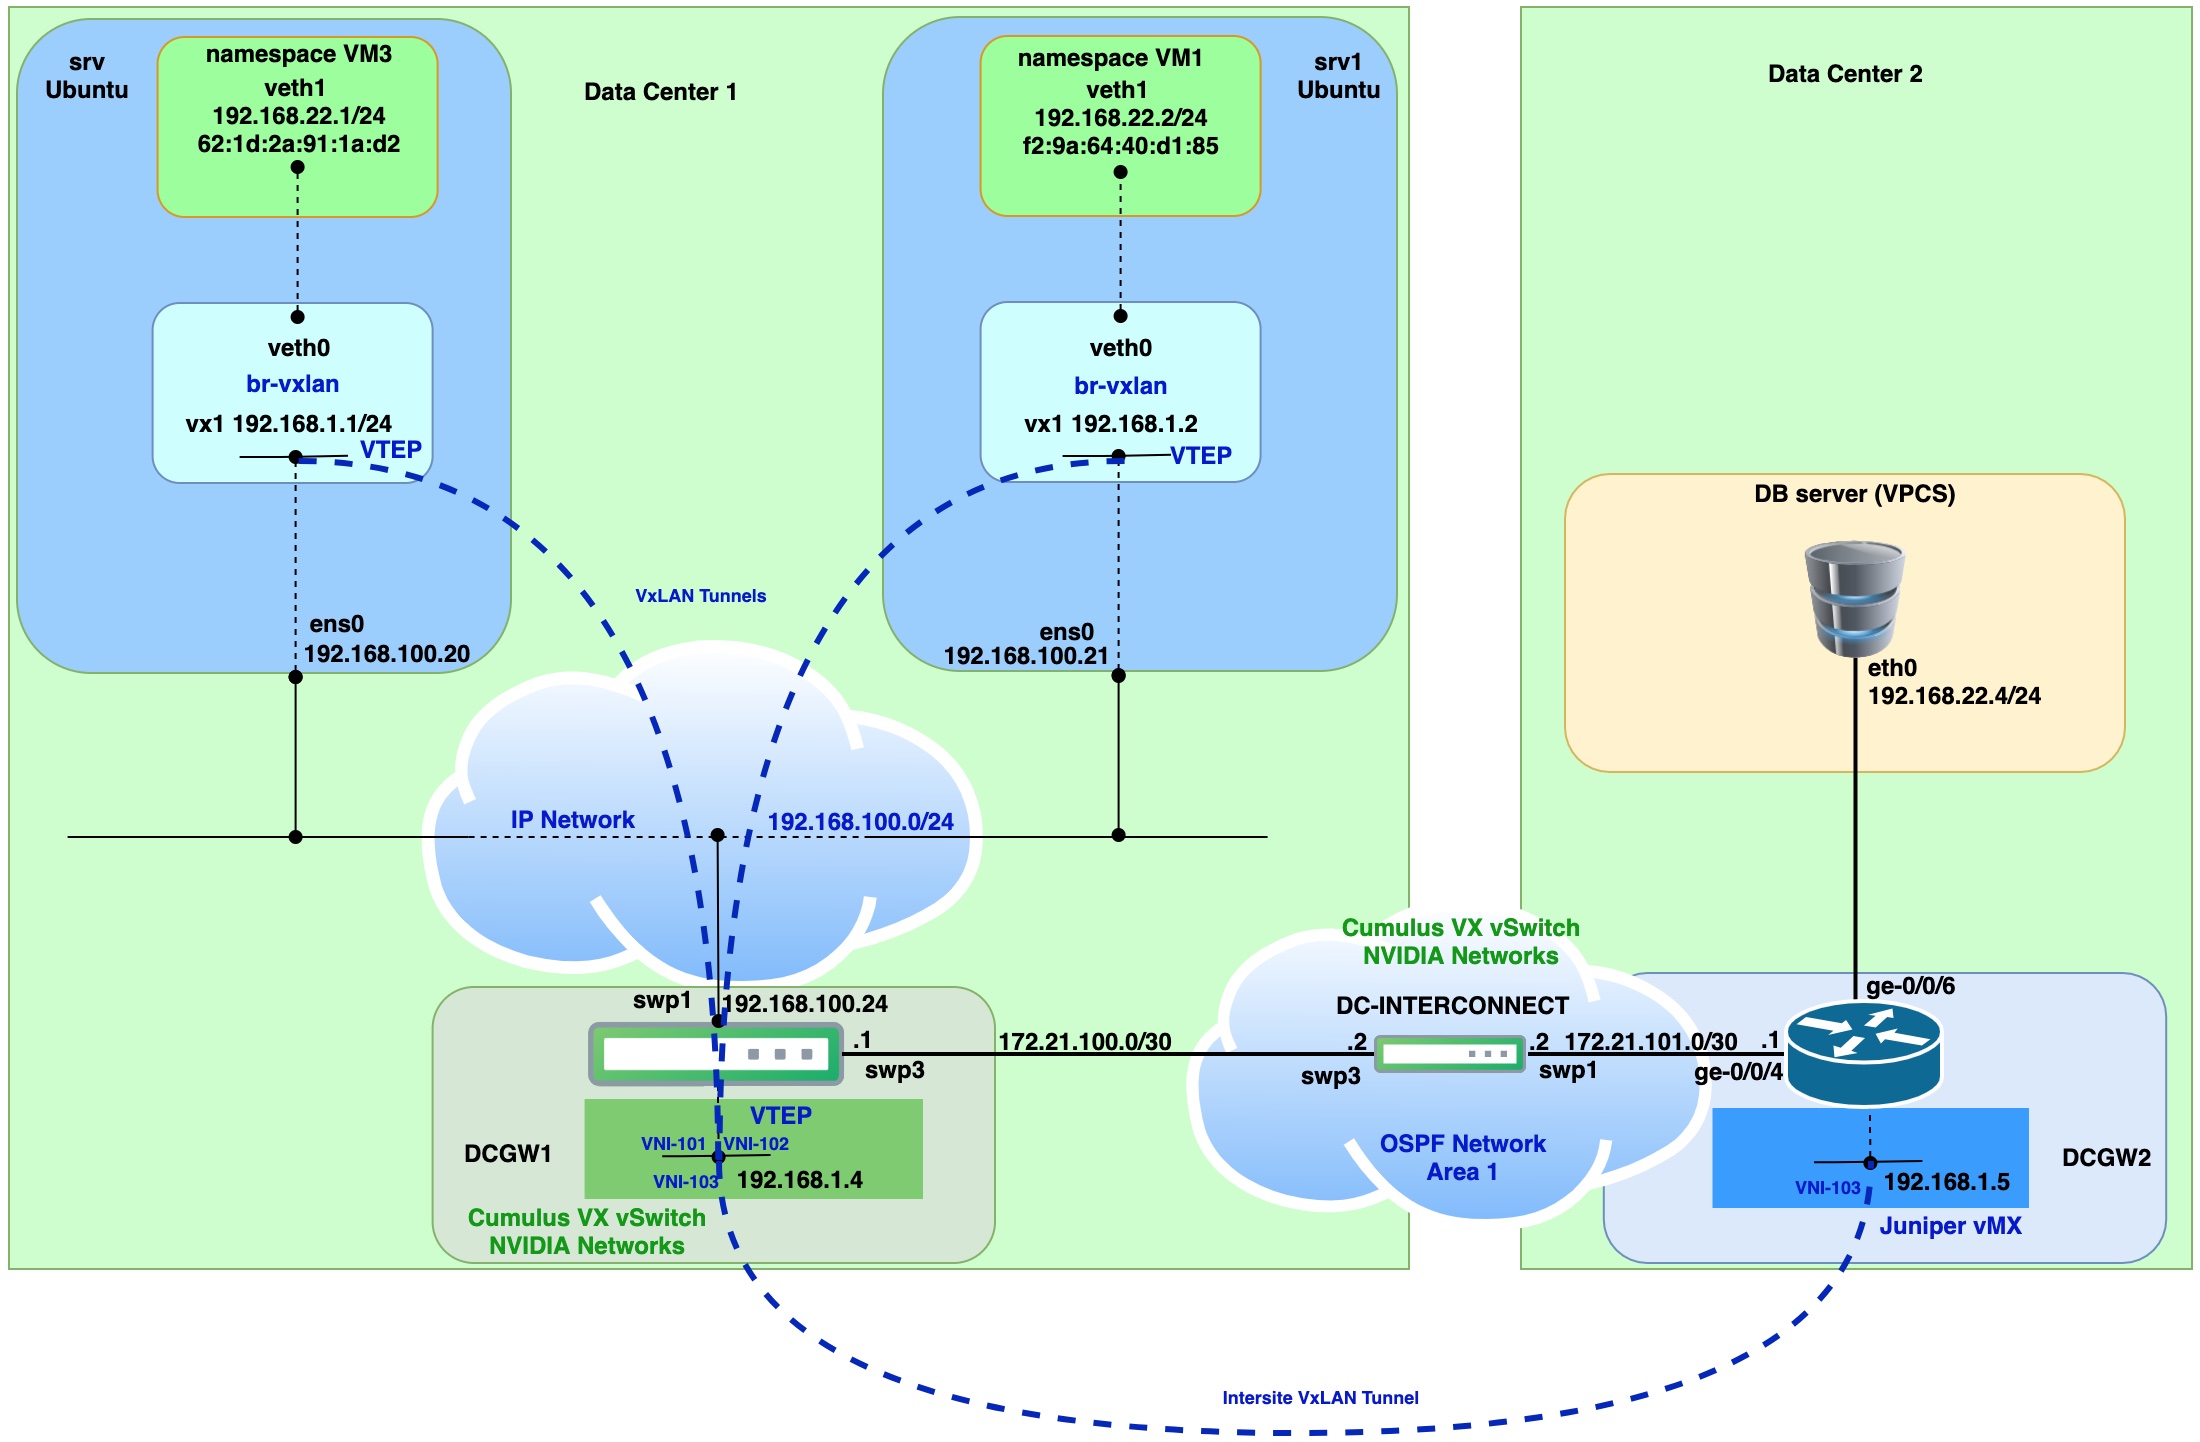 srv
Ubuntu
namespace VM3
veth1
192.168.22.1/24
62:1d:2a:91:1a:d2
Data Center 1
namespace VM1
veth1
192.168.22.2/24
f2:9a:64:40:d1:85
srv1
Ubuntu
Data Center 2
veth0
br-vxlan
vx1 192.168.1.1/24
VTEP
veth0
br-vxlan
vx1 192.168.1.2
VTEP
DB server (VPCS)
VxLAN Tunnels
ens0
192.168.100.20
ens0
192.168.100.21
eth0
192.168.22.4/24
IP Network
192.168.100.0/24
Cumulus VX vSwitch
NVIDIA Networks
DC-INTERCONNECT
swp1
192.168.100.24
.1
swp3
172.21.100.0/30
.2
swp3
.2
swp1
172.21.101.0/30
.1
ge-0/0/4
ge-0/0/6
VTEP
VNI-101
VNI-102
VNI-103
192.168.1.4
DCGW1
Cumulus VX vSwitch
NVIDIA Networks
OSPF Network
Area 1
VNI-103
192.168.1.5
DCGW2
Juniper vMX
Intersite VxLAN Tunnel